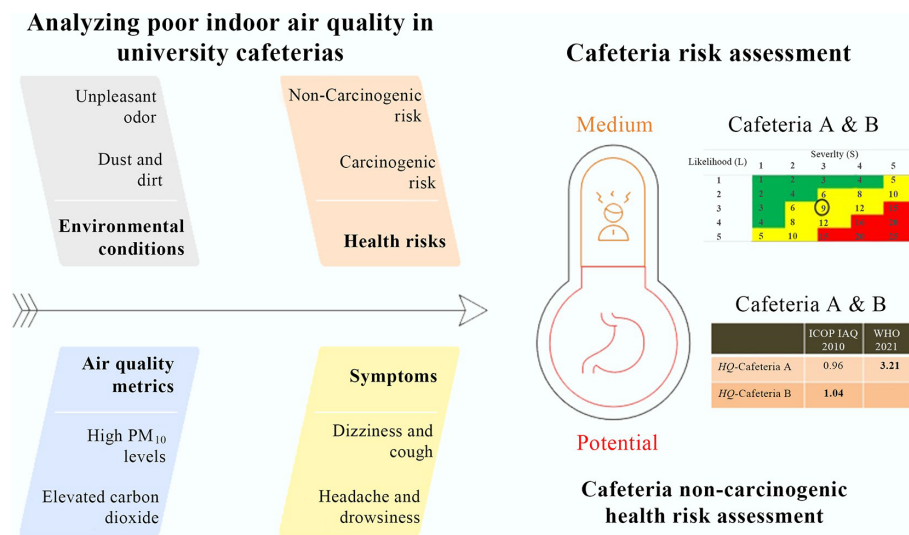 Analyzing poor indoor air quality in
university cafeterias
Unpleasant
odor
Dust and
dirt
Environmental
conditions
Non-Carcinogenic
risk
Carcinogenic
risk
Health risks
Air quality
metrics
High PM₁₀
levels
Elevated carbon
dioxide
Symptoms
Dizziness and
cough
Headache and
drowsiness
Cafeteria risk assessment
Medium
Potential
Cafeteria A & B
Severity (S)
Likelihood (L) 1 2 3 4 5
1 1 2 3 4 5
2 2 4 6 8 10
3 3 6 9 12
4 4 8 12
5 5 10
Cafeteria A & B
ICOP IAQ WHO
2010 2021
HQ-Cafeteria A 0.96 3.21
HQ-Cafeteria B 1.04
Cafeteria non-carcinogenic
health risk assessment